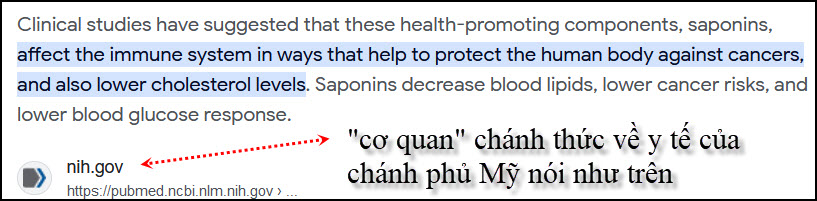 Clinical studies have suggested that these health-promoting components, saponins,
affect the immune system in ways that help to protect the human body against cancers,
and also lower cholesterol levels. Saponins decrease blood lipids, lower cancer risks, and
lower blood glucose response.
nih.gov
https://pubmed.ncbi.nlm.nih.gov › ...
"cơ quan" chánh thức về y tế của
chánh phủ Mỹ nói như trên